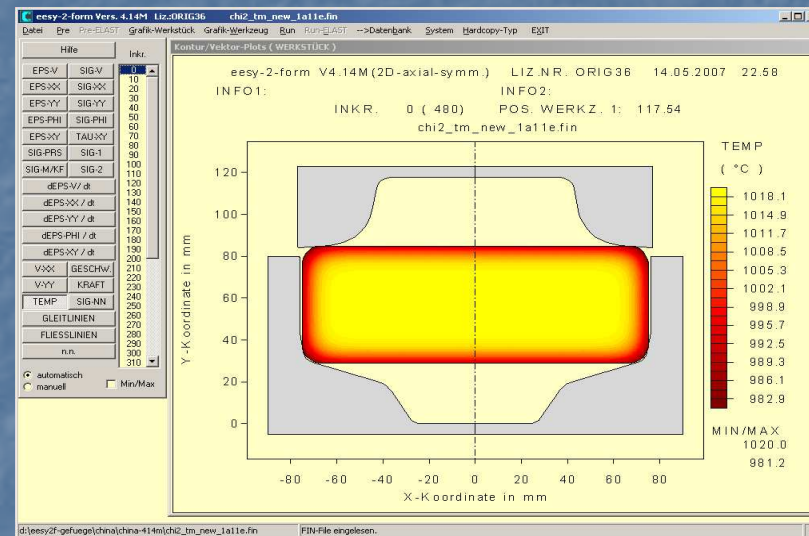 eesy-2-form Vers. 4.14M Liz.:ORIG36 chi2_tm_new_1a11e.fin
Datei Pre Pre-ELAST Grafik-Werkstück Grafik-Werkzeug Run Run-ELAST -->Datenbank System Hardcopy-Typ EXIT
Hilfe
EPS-V SIG-V
EPS-XX SIG-XX
EPS-YY SIG-YY
EPS-PHI SIG-PHI
EPS-XY TAU-XY
SIG-PRS SIG-1
SIG-M/KF SIG-2
dEPS-V/ dt
dEPS-XX / dt
dEPS-YY / dt
dEPS-PHI / dt
dEPS-XY / dt
V-XX GESCHW.
V-YY KRAFT
TEMP SIG-NN
GLEITLINIEN
FLIESSLINIEN
n.n.
automatisch
manuell
Min/Max
Inkr.
0
10
20
30
40
50
60
70
80
90
100
110
120
130
140
150
160
170
180
190
200
210
220
230
240
250
260
270
280
290
300
310
Kontur/Vektor-Plots ( WERKSTÜCK )
eesy-2-form V4.14M(2D-axial-symm.) LIZ.NR. ORIG36 14.05.2007 22.58
INFO1: INFO2:
INKR. 0 ( 480) POS. WERKZ. 1: 117.54
chi2_tm_new_1a11e.fin
Y-Koordinate in mm
120
100
80
60
40
20
0
-80 -60 -40 -20 0 20 40 60 80
X-Koordinate in mm
TEMP
( °C )
1018.1
1014.9
1011.7
1008.5
1005.3
1002.1
998.9
995.7
992.5
989.3
986.1
982.9
MIN/MAX
1020.0
981.2
d:\eesy2f-gefuege\china\china-414m\chi2_tm_new_1a11e.fin FIN-File eingelesen.